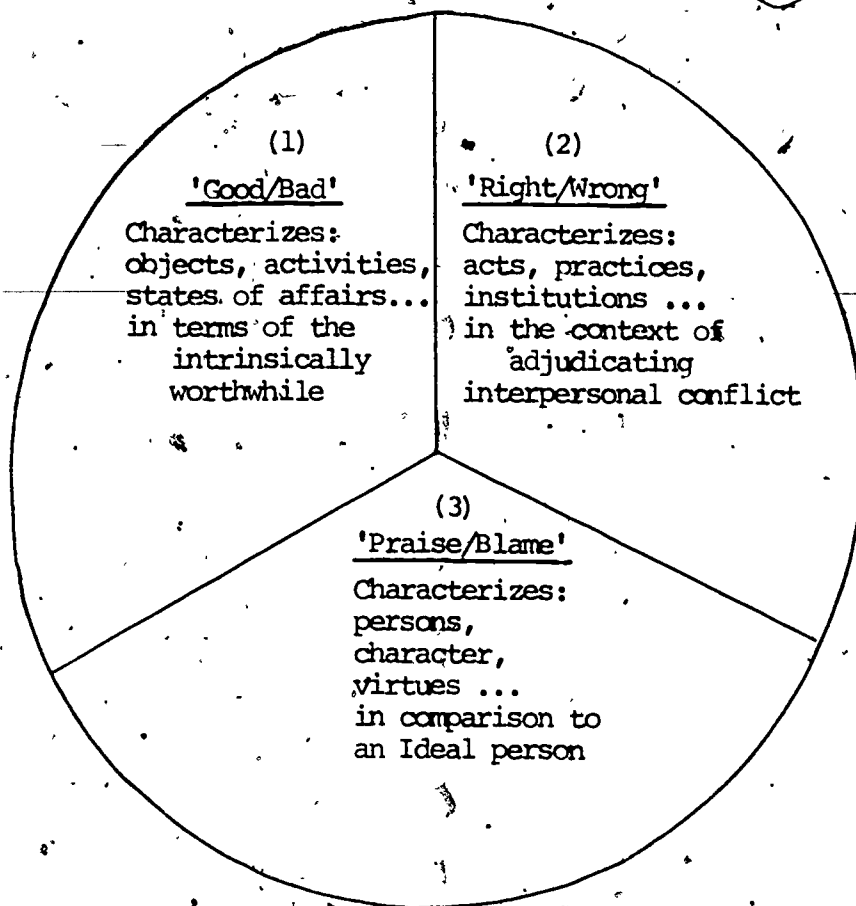 (1)
'Good/Bad'
Characterizes:
objects, activities,
states of affairs...
in terms of the
intrinsically
worthwhile
(2)
'Right/Wrong'
Characterizes:
acts, practices,
institutions ...
in the context of
adjudicating
interpersonal conflict
(3)
'Praise/Blame'
Characterizes:
persons,
character,
virtues ...
in comparison to
an Ideal person